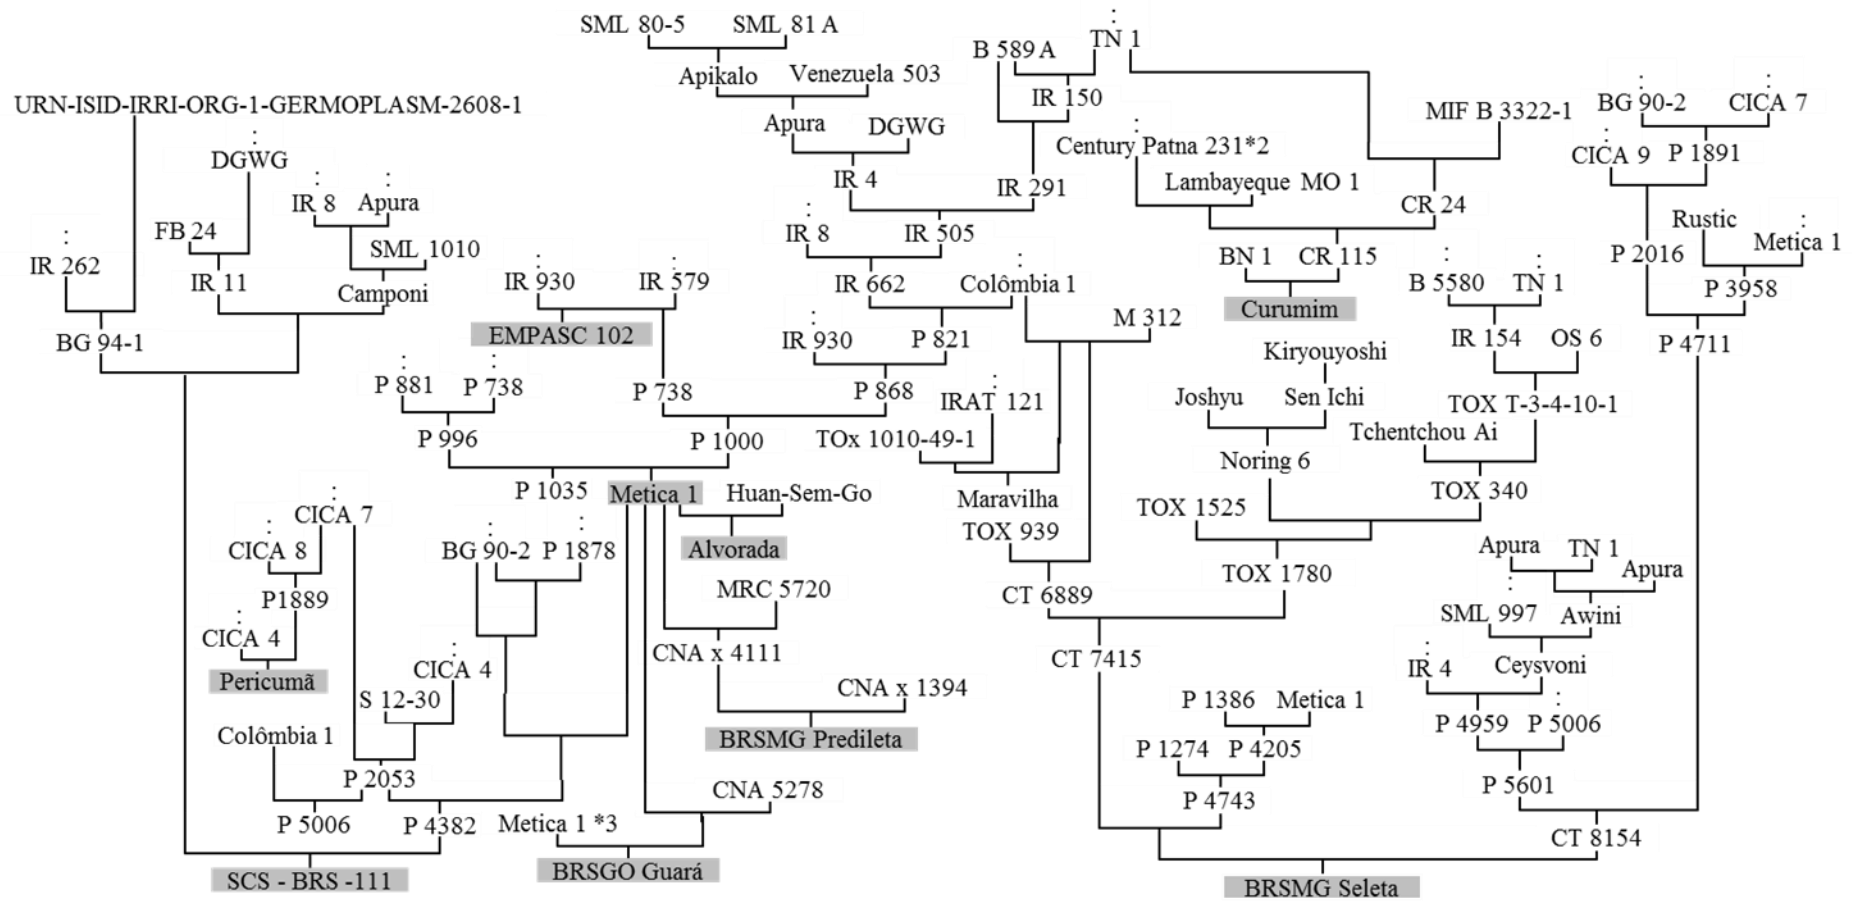 SML 80-5 SML 81 A
B 589 A TN 1
Apikalo Venezuela 503
URN-ISID-IRRI-ORG-1-GERMOPLASM-2608-1
IR 150 BG 90-2 CICA 7
MIF B 3322-1
Apura DGWG
DGWG Century Patna 231*2 CICA 9 P 1891
IR 4 IR 291 Lambayeque MO 1
IR 8 Apura CR 24
FB 24 IR 8 IR 505 Rustic
SML 1010 Metica 1
IR 262 BN 1 CR 115 P 2016
IR 11 Camponi IR 930 IR 579 IR 662 Colômbia 1 B 5580 TN 1 P 3958
Curumim
M 312
EMPASC 102 IR 930 P 821 IR 154 OS 6
BG 94-1 Kiryouyoshi P 4711
P 881 P 738 P 738 P 868
IRAT 121 Joshyu Sen Ichi TOX T-3-4-10-1
P 996 P 1000 TOx 1010-49-1 Tchentchou Ai
Noring 6
P 1035 Metica 1 Huan-Sem-Go Maravilha TOX 340
CICA 7 TOX 1525
TOX 939
CICA 8 BG 90-2 P 1878 Alvorada Apura TN 1
TOX 1780 Apura
P1889 MRC 5720 CT 6889
SML 997 Awini
CICA 4
CNA x 4111 CT 7415
CICA 4 IR 4 Ceysvoni
Pericumã
S 12-30 CNA x 1394 P 1386 Metica 1
Colômbia 1 BRSMG Predileta P 4959 P 5006
P 1274 P 4205
P 2053 CNA 5278 P 5601
P 4743
P 5006 P 4382 Metica 1 *3
CT 8154
SCS - BRS -111 BRSGO Guará BRSMG Seleta